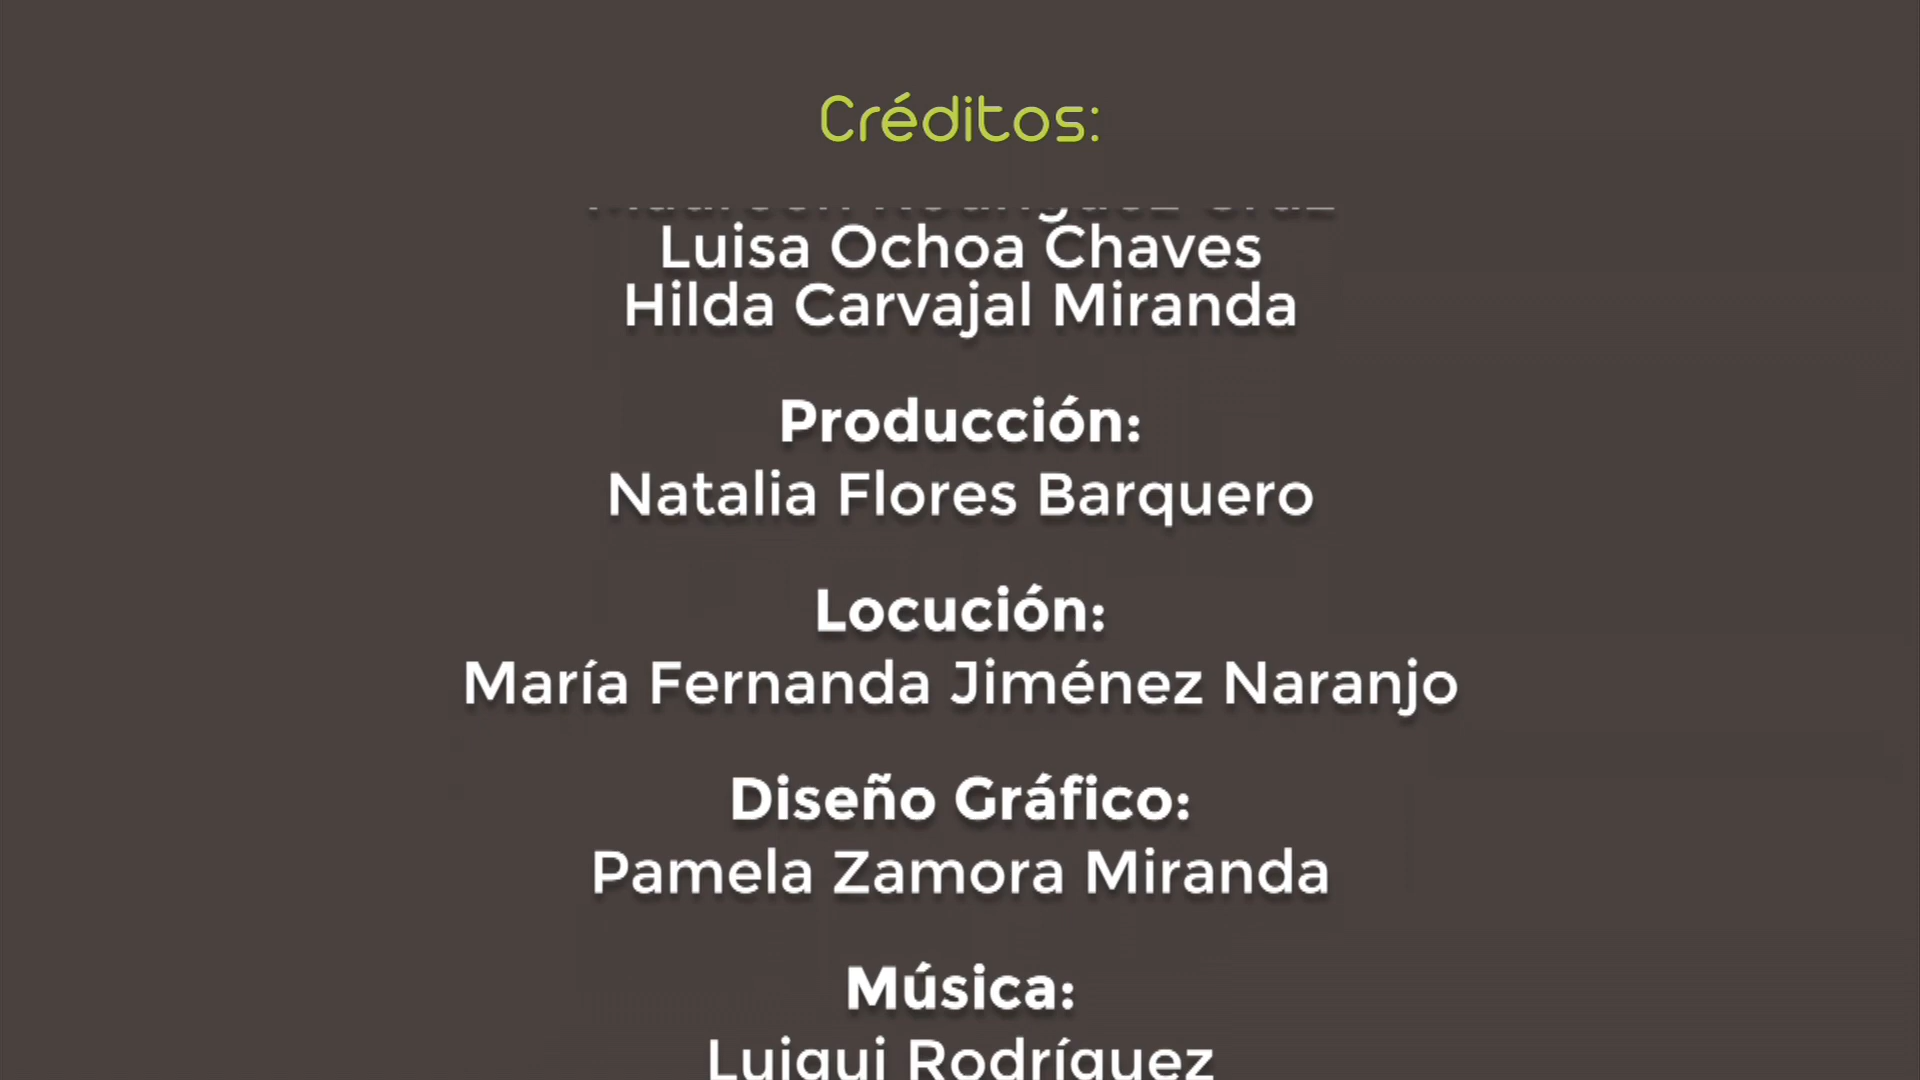 Créditos:
Rodríguez
Luisa Ochoa Chaves
Hilda Carvajal Miranda
Producción:
Natalia Flores Barquero
Locución:
María Fernanda Jiménez Naranjo
Diseño Gráfico:
Pamela Zamora Miranda
Música:
Luigui Rodríguez